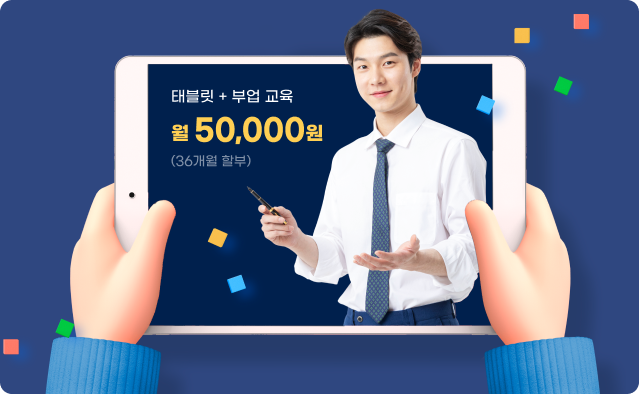 태블릿 + 부업 교육
월 50,000원
(36개월 할부)